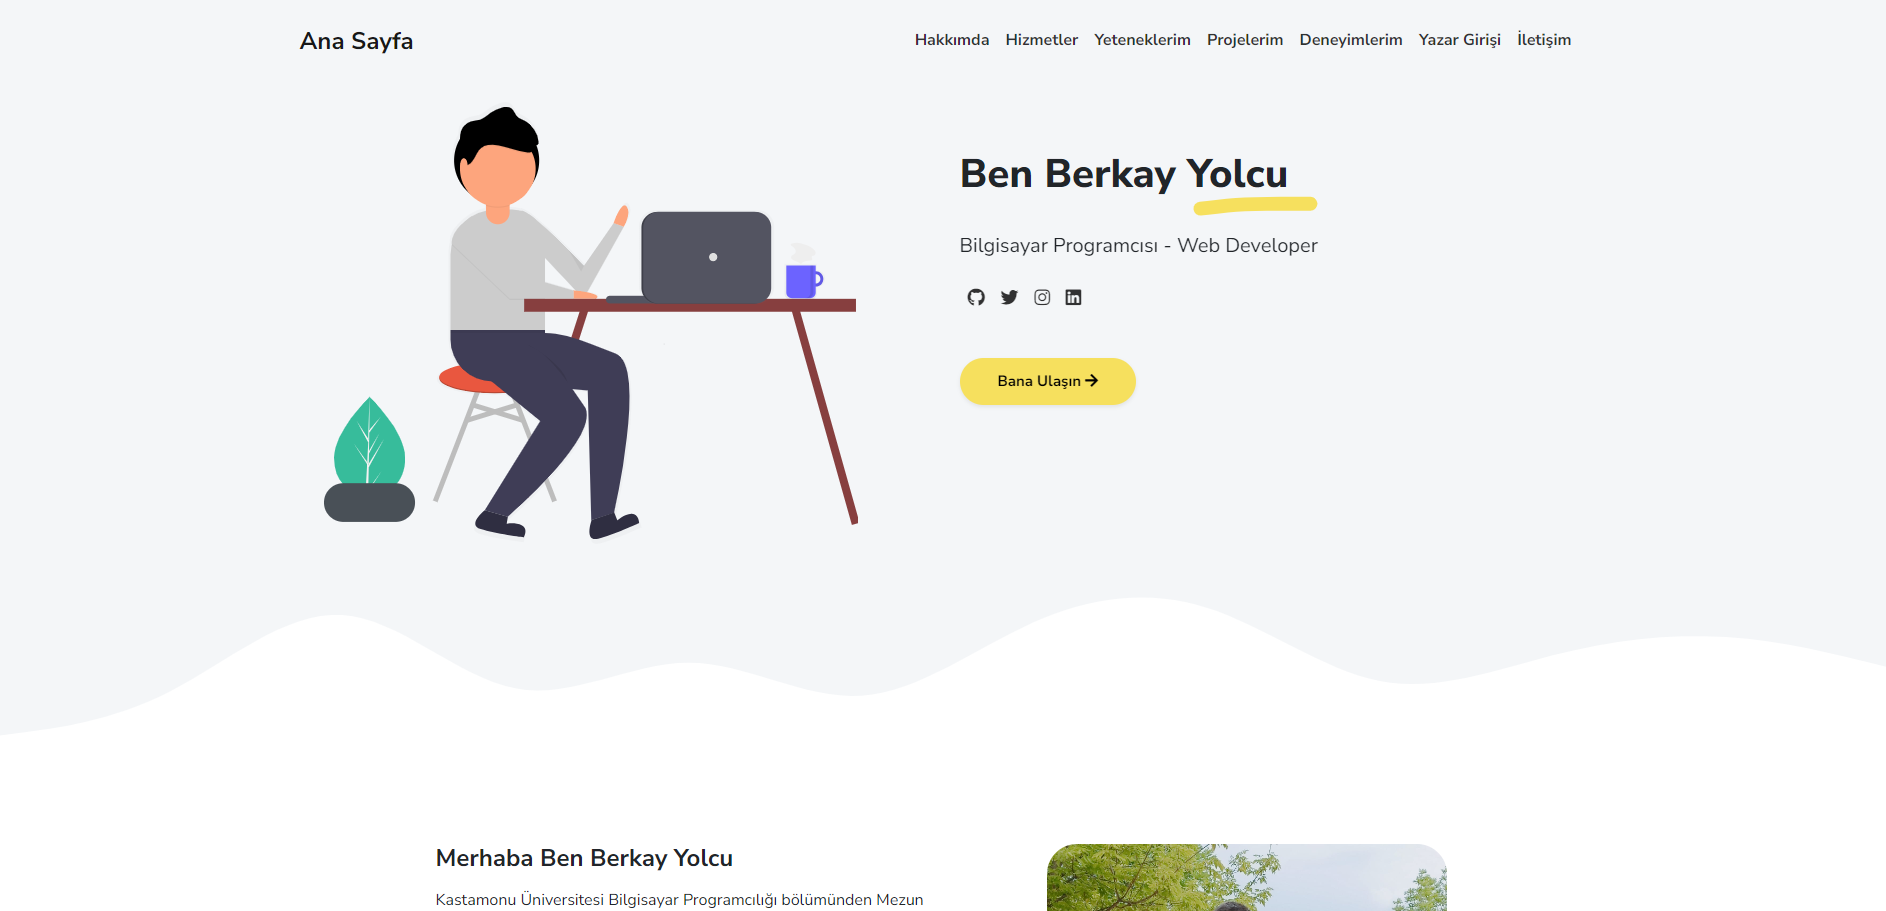 Ana Sayfa
Hakkımda Hizmetler Yeteneklerim Projelerim Deneyimlerim Yazar Girişi İletişim
Ben Berkay Yolcu
Bilgisayar Programcısı - Web Developer
Bana Ulaşın
Merhaba Ben Berkay Yolcu
Kastamonu Üniversitesi Bilgisayar Programcılığı bölümünden Mezun